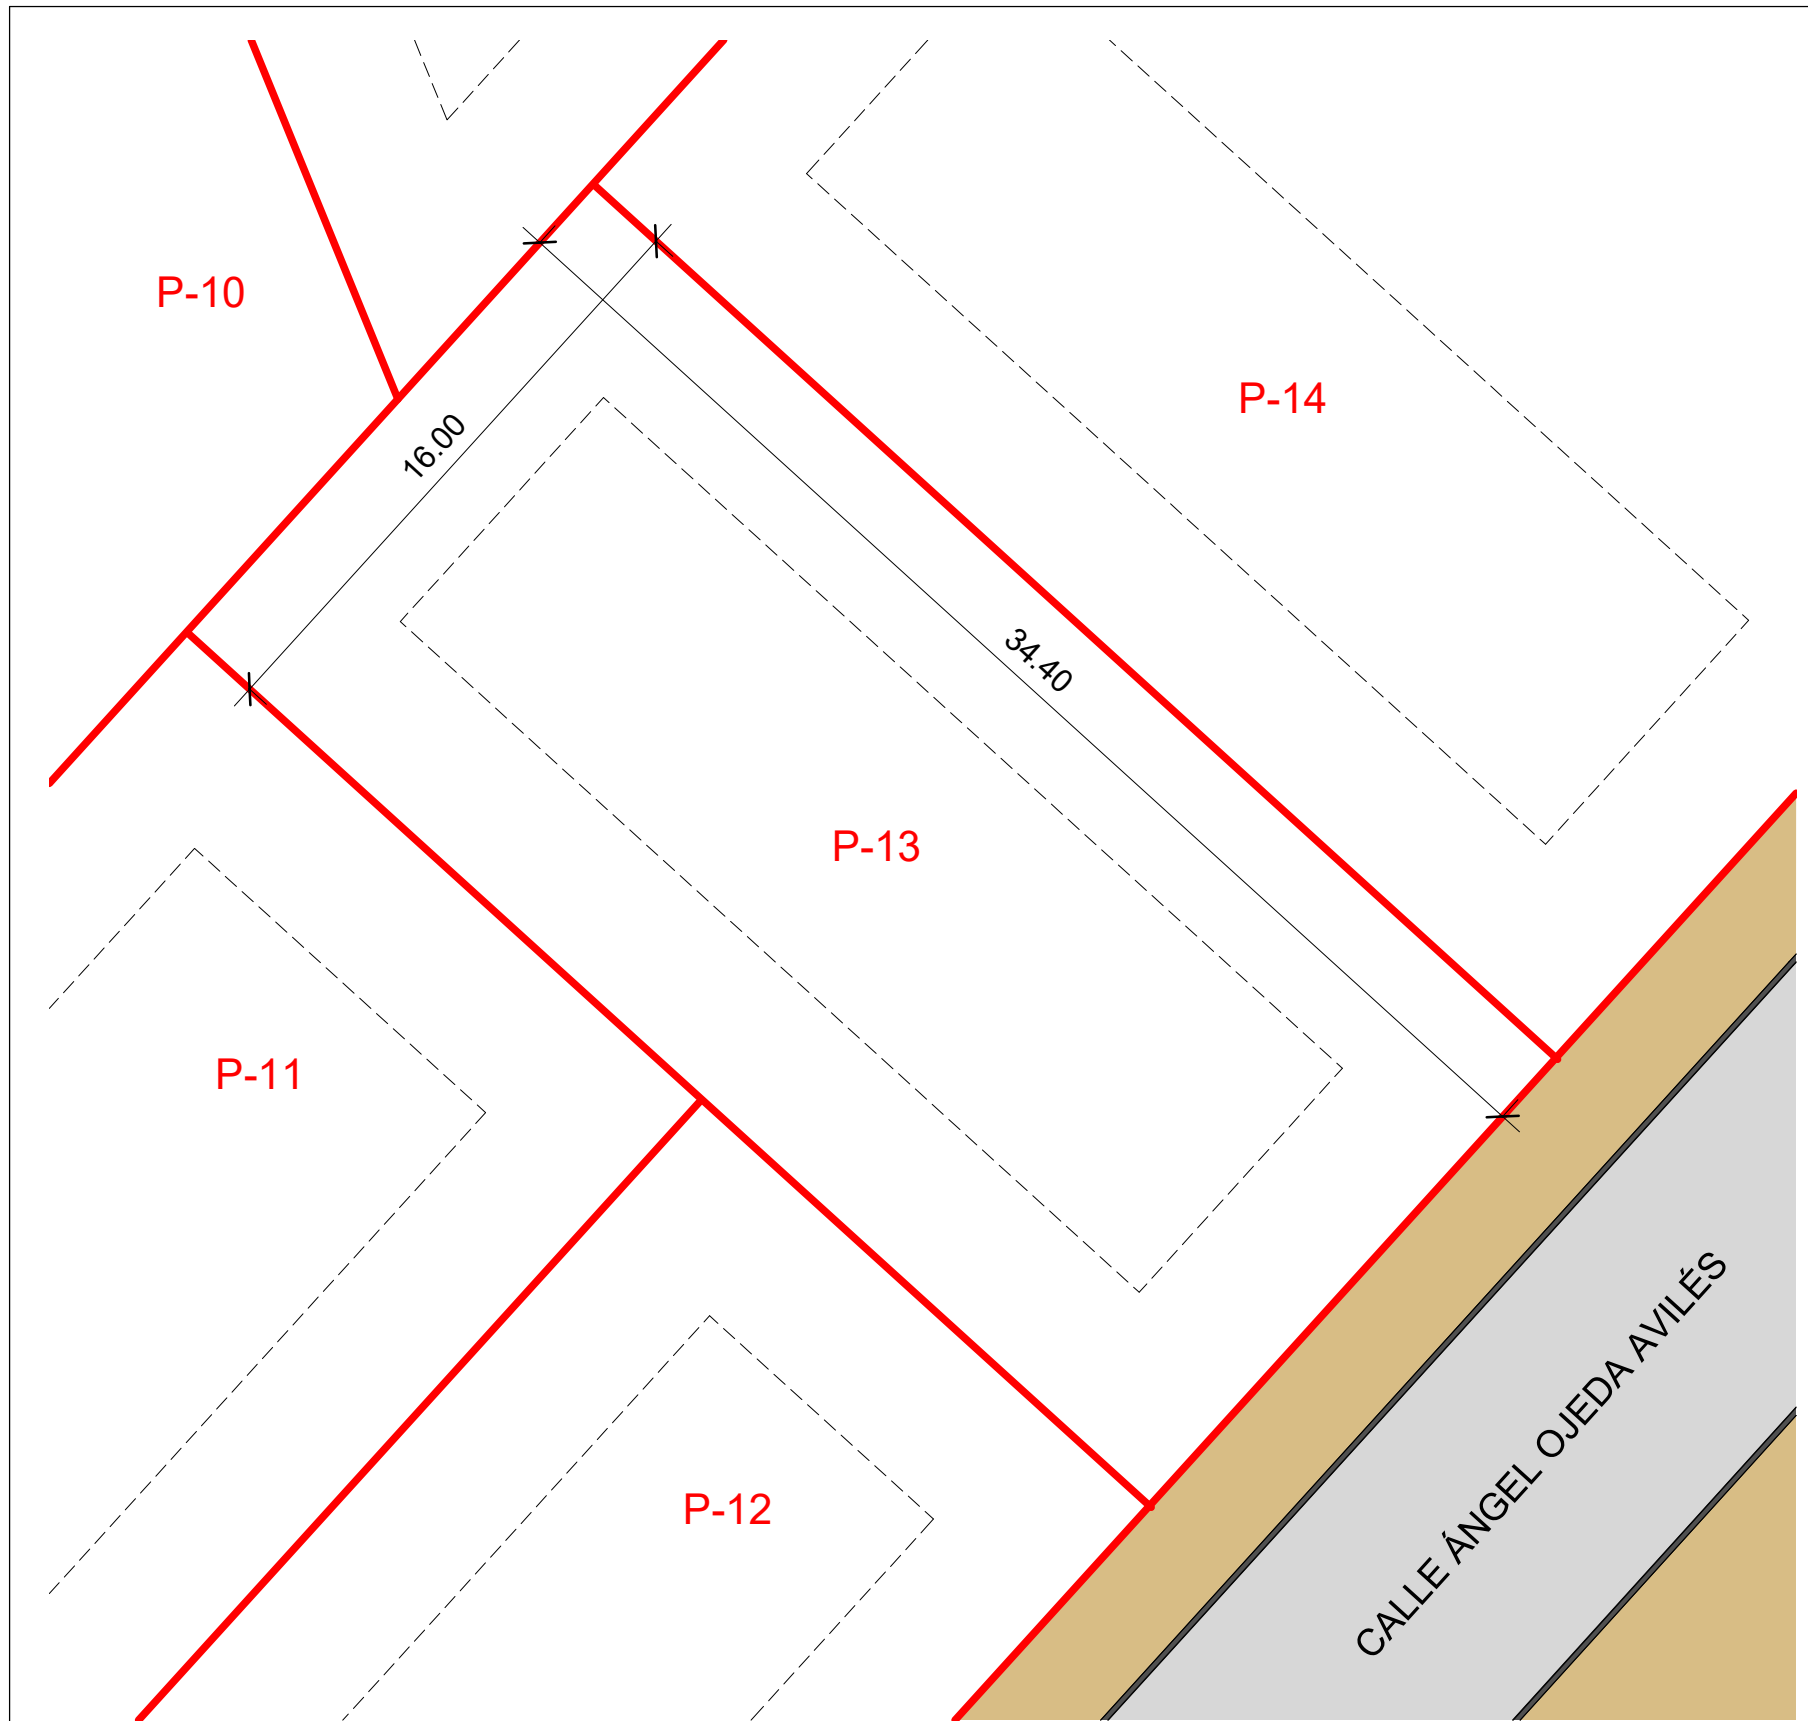 P-10
P-14
16.00
34.40
P-13
P-11
P-12
CALLE ÁNGEL OJEDA AVILÉS